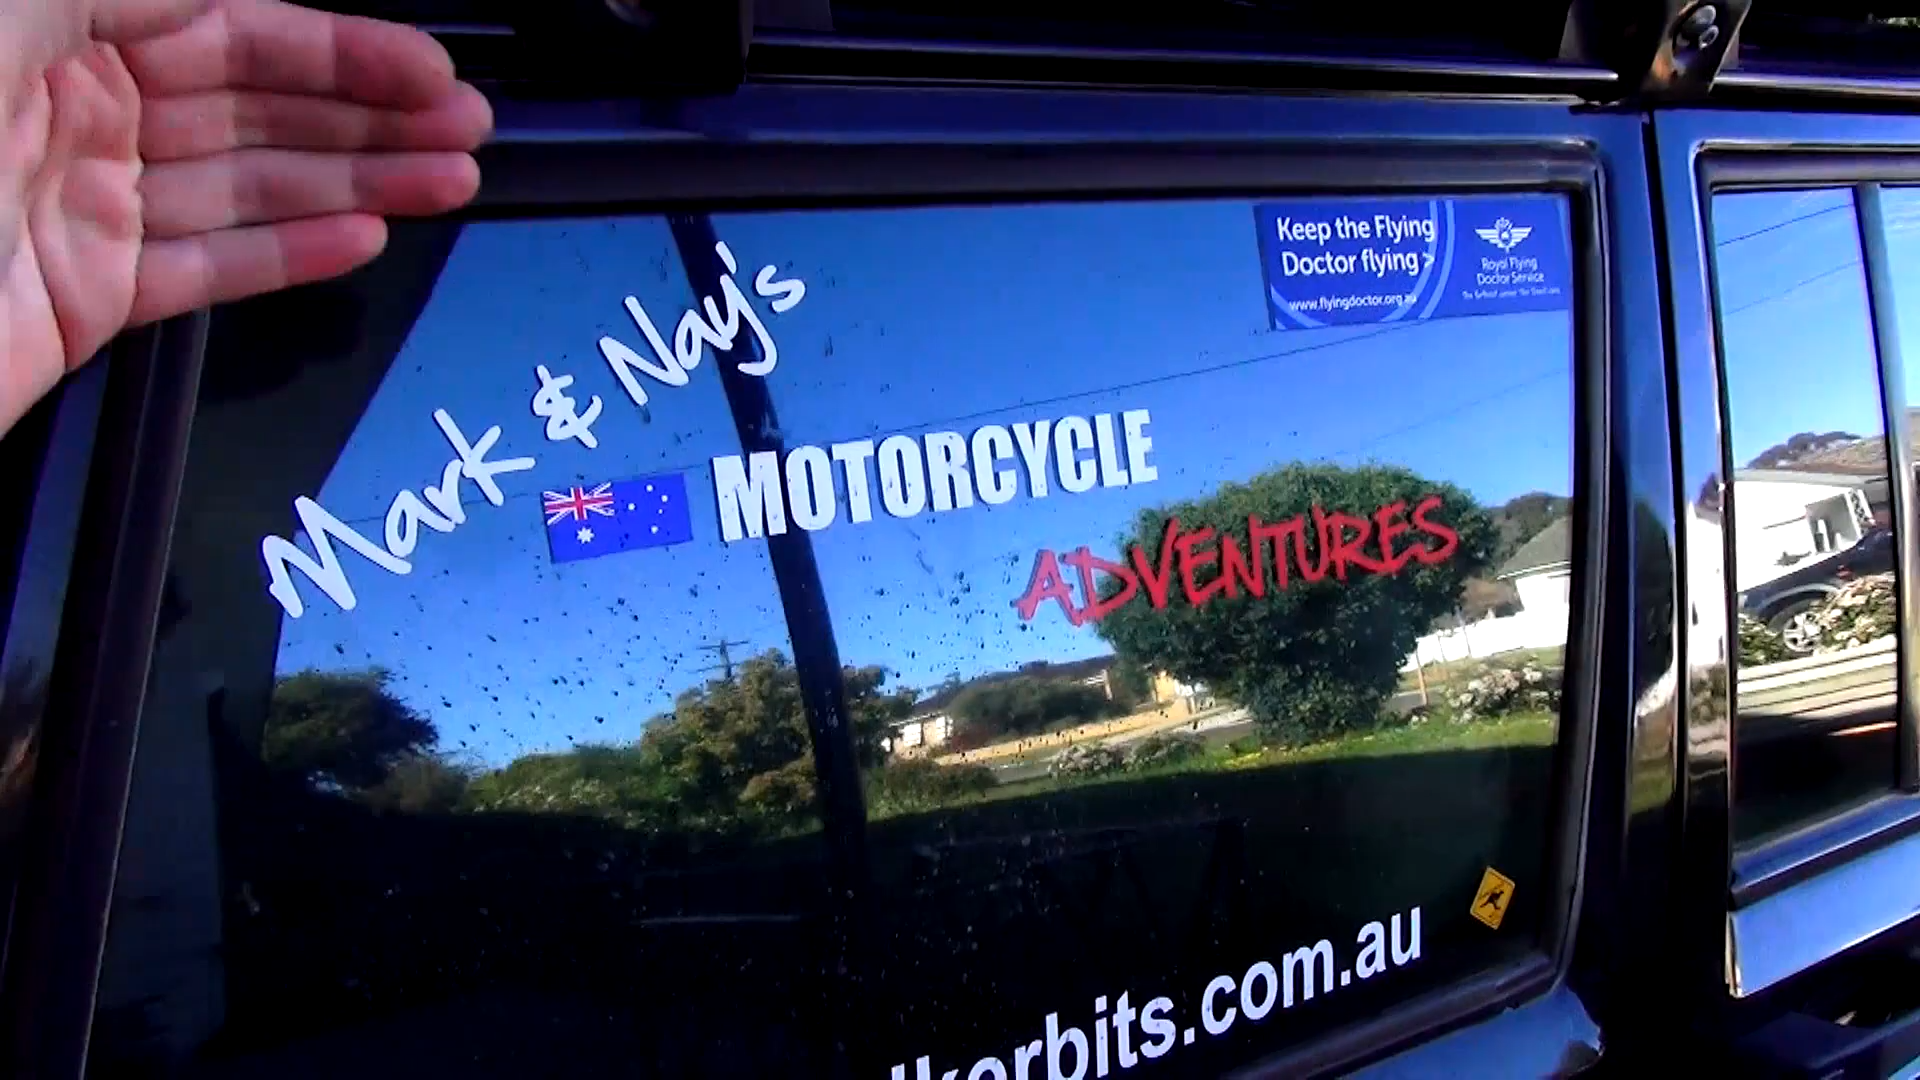 Mark & Nay's
MOTORCYCLE
ADVENTURES
Keep the Flying
Doctor flying >
www.flyingdoctor.org.au
Royal Flying
Doctor Service
kerbits.com.au